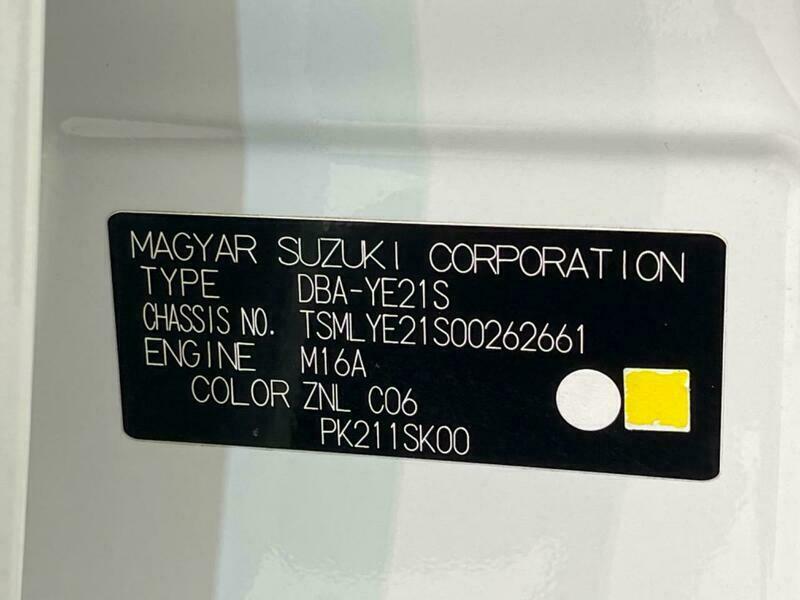 MAGYAR SUZUKI CORPORATION
TYPE DBA-YE21S
CHASSIS NO. TSMLYE21S00262661
ENGINE M16A
COLOR ZNL C06
PK211SK00